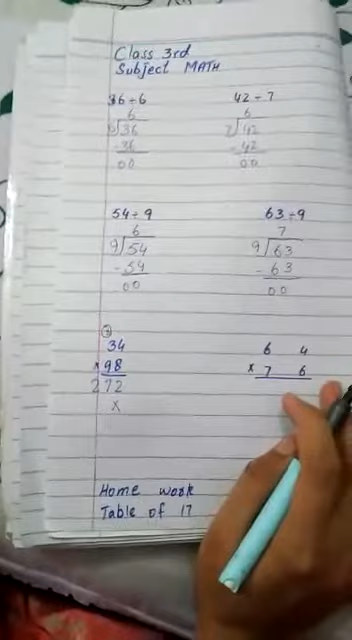 Class 3rd
Subject MATH
36 ÷ 6
6
6)36
-36
00
42 ÷ 7
6
7)42
-42
00
54 ÷ 9
6
9)54
-54
00
63 ÷ 9
7
9)63
-63
00
34
×98
272
×
6 4
× 7 6
Home work
Table of 17